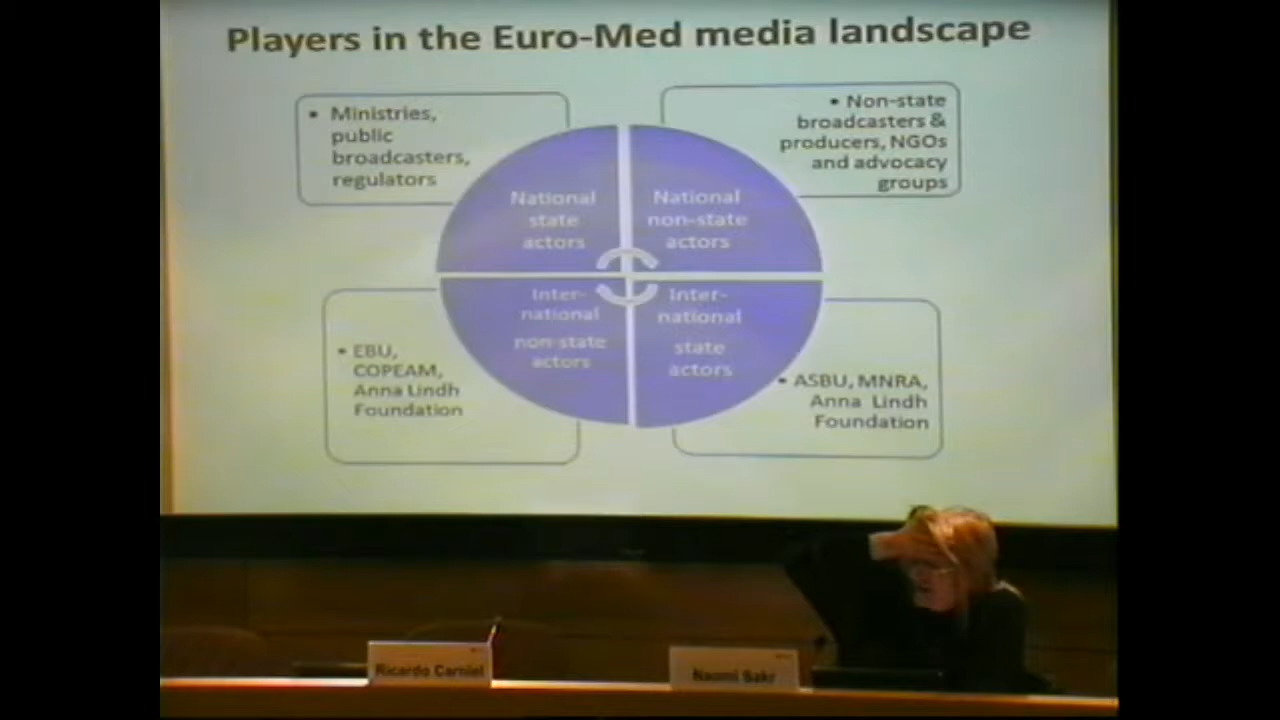 Players in the Euro-Med media landscape
• Ministries,
public
broadcasters,
regulators
• Non-state
broadcasters &
producers, NGOs
and advocacy
groups
National
state
actors
National
non-state
actors
Inter-
national
non-state
actors
Inter-
national
state
actors
• EBU,
COPEAM,
Anna Lindh
Foundation
• ASBU, MNRA,
Anna Lindh
Foundation
Ricardo Carniel
Naomi Sakr